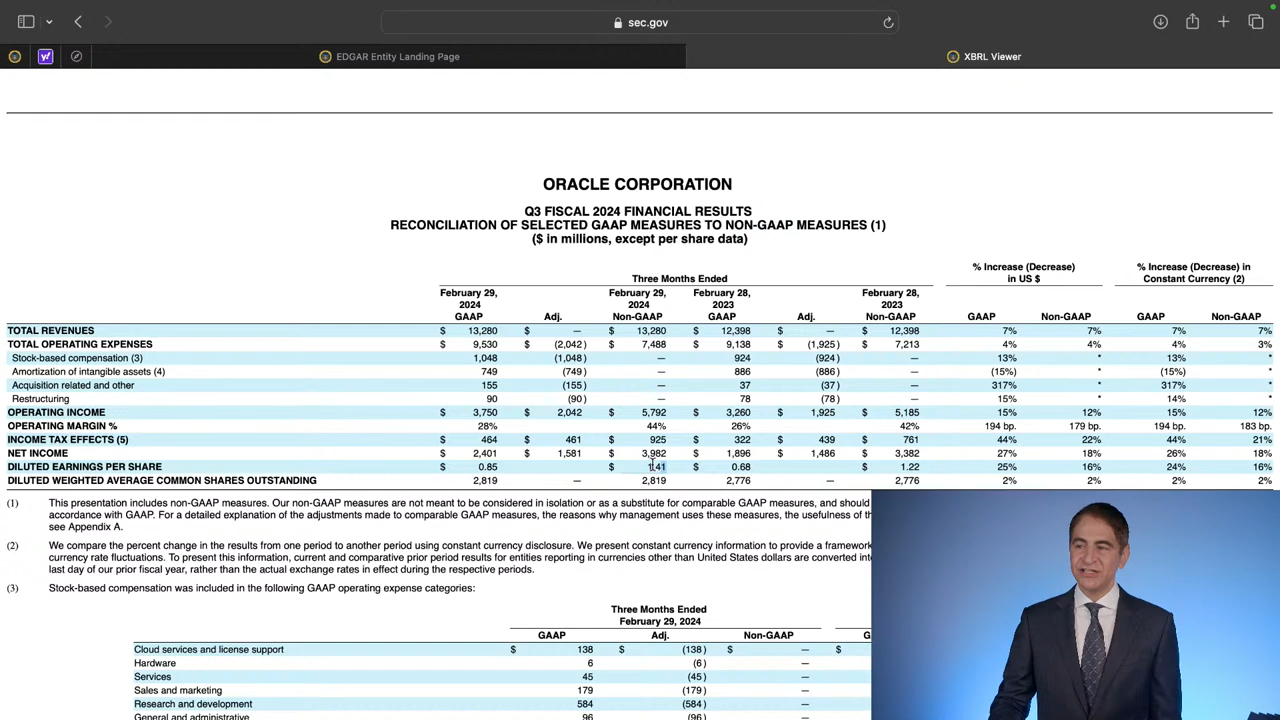 sec.gov
EDGAR Entity Landing Page
XBRL Viewer
ORACLE CORPORATION
Q3 FISCAL 2024 FINANCIAL RESULTS
RECONCILIATION OF SELECTED GAAP MEASURES TO NON-GAAP MEASURES (1)
($ in millions, except per share data)
Three Months Ended % Increase (Decrease) in US $ % Increase (Decrease) in Constant Currency (2)
February 29, 2024 GAAP Adj. February 29, 2024 Non-GAAP February 28, 2023 GAAP Adj. February 28, 2023 Non-GAAP GAAP Non-GAAP GAAP Non-GAAP
TOTAL REVENUES $ 13,280 $ — $ 13,280 $ 12,398 $ — $ 12,398 7% 7% 7% 7%
TOTAL OPERATING EXPENSES $ 9,530 $ (2,042) $ 7,488 $ 9,138 $ (1,925) $ 7,213 4% 4% 4% 3%
Stock-based compensation (3) 1,048 (1,048) — 924 (924) — 13% * 13% *
Amortization of intangible assets (4) 749 (749) — 886 (886) — (15%) * (15%) *
Acquisition related and other 155 (155) — 37 (37) — 317% * 317% *
Restructuring 90 (90) — 78 (78) — 15% * 14% *
OPERATING INCOME $ 3,750 $ 2,042 $ 5,792 $ 3,260 $ 1,925 $ 5,185 15% 12% 15% 12%
OPERATING MARGIN % 28% 44% 26% 42% 194 bp. 179 bp. 194 bp. 183 bp.
INCOME TAX EFFECTS (5) $ 464 $ 461 $ 925 $ 322 $ 439 $ 761 44% 22% 44% 21%
NET INCOME $ 2,401 $ 1,581 $ 3,982 $ 1,896 $ 1,486 $ 3,382 27% 18% 26% 18%
DILUTED EARNINGS PER SHARE $ 0.85 $ 1.41 $ 0.68 $ 1.22 25% 16% 24% 16%
DILUTED WEIGHTED AVERAGE COMMON SHARES OUTSTANDING 2,819 — 2,819 2,776 — 2,776 2% 2% 2% 2%
(1) This presentation includes non-GAAP measures. Our non-GAAP measures are not meant to be considered in isolation or as a substitute for comparable GAAP measures, and should
accordance with GAAP. For a detailed explanation of the adjustments made to comparable GAAP measures, the reasons why management uses these measures, the usefulness of th
see Appendix A.
(2) We compare the percent change in the results from one period to another period using constant currency disclosure. We present constant currency information to provide a framework
currency rate fluctuations. To present this information, current and comparative prior period results for entities reporting in currencies other than United States dollars are converted int
last day of our prior fiscal year, rather than the actual exchange rates in effect during the respective periods.
(3) Stock-based compensation was included in the following GAAP operating expense categories:
Three Months Ended
February 29, 2024
GAAP Adj. Non-GAAP G
Cloud services and license support $ 138 $ (138) $ — $
Hardware 6 (6) —
Services 45 (45) —
Sales and marketing 179 (179) —
Research and development 584 (584) —
General and administrative 96 (96) —